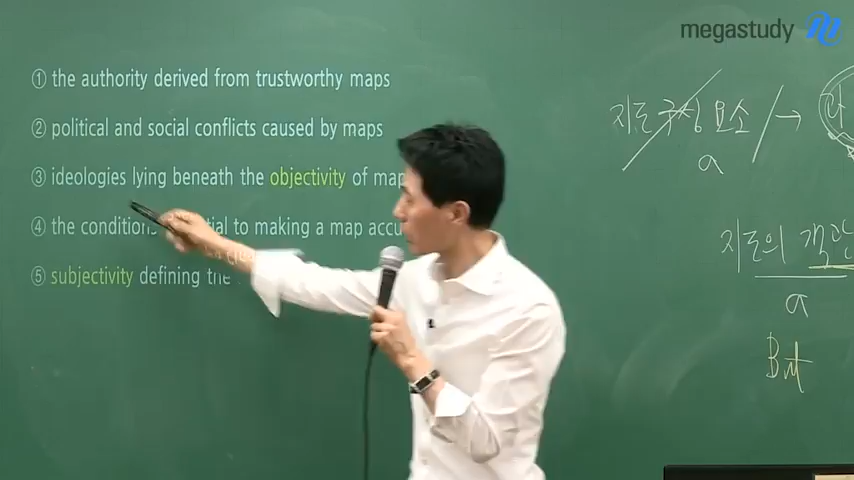 megastudy
① the authority derived from trustworthy maps
② political and social conflicts caused by maps
③ ideologies lying beneath the objectivity of map
④ the condition tial to making a map accu
⑤ subjectivity defining the
지도 구성 요소 →
a
지도의 객관
a
But